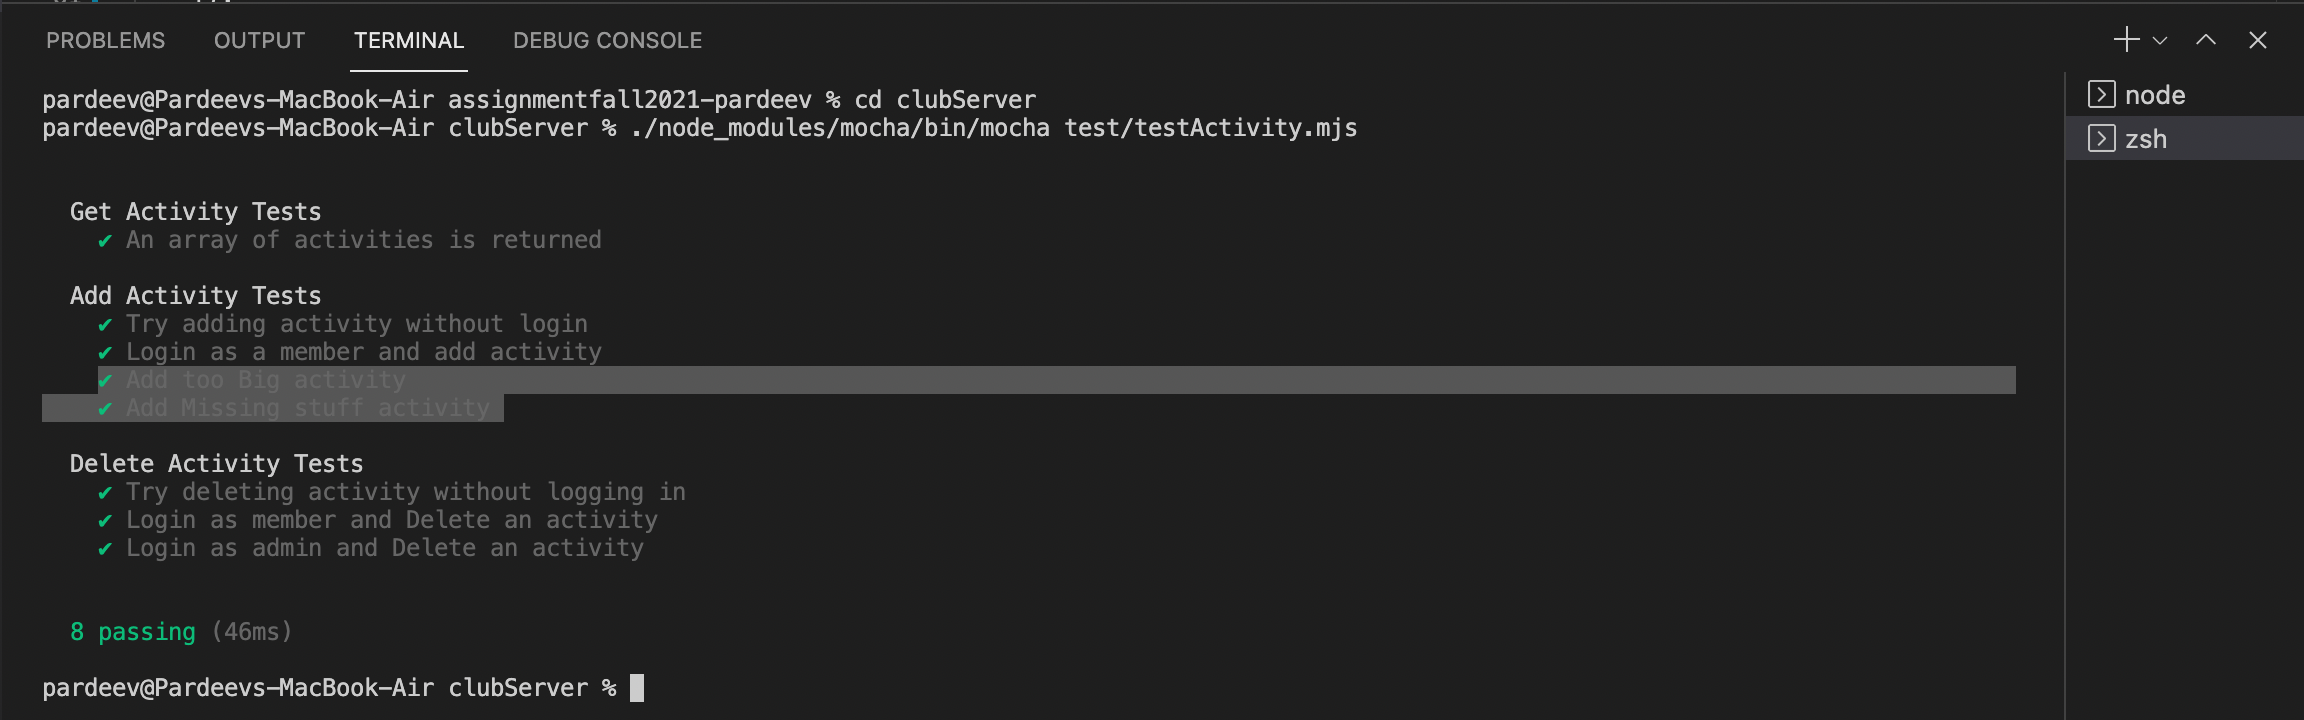 PROBLEMS OUTPUT TERMINAL DEBUG CONSOLE
pardeev@Pardeevs-MacBook-Air assignmentfall2021-pardeev % cd clubServer
pardeev@Pardeevs-MacBook-Air clubServer % ./node_modules/mocha/bin/mocha test/testActivity.mjs
Get Activity Tests
✔ An array of activities is returned
Add Activity Tests
✔ Try adding activity without login
✔ Login as a member and add activity
✔ Add too Big activity
✔ Add Missing stuff activity
Delete Activity Tests
✔ Try deleting activity without logging in
✔ Login as member and Delete an activity
✔ Login as admin and Delete an activity
8 passing (46ms)
pardeev@Pardeevs-MacBook-Air clubServer %
node
zsh